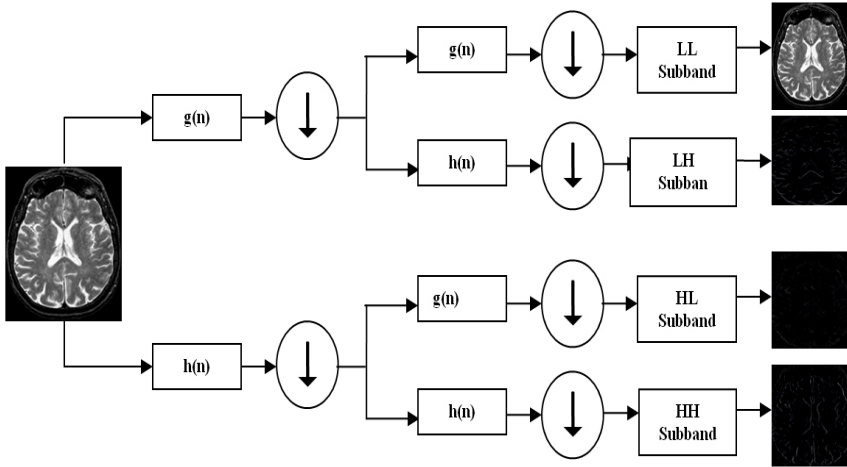 g(n)
LL
Subband
g(n)
h(n)
LH
Subban
g(n)
HL
Subband
h(n)
h(n)
HH
Subband